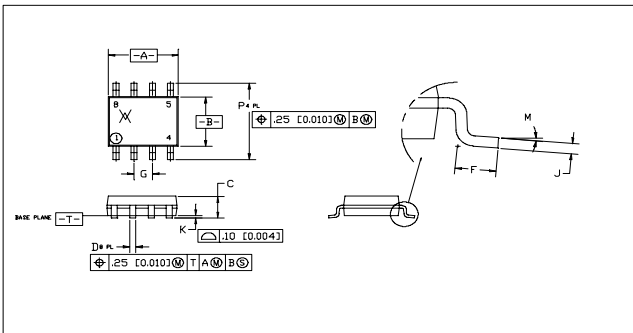 -A-
8 5
1 4
-B-
P 4 PL
⌖ .25 [0.010] Ⓜ B Ⓜ
G
C
K
BASE PLANE -T-
⌓ .10 [0.004]
D 8 PL
⌖ .25 [0.010] Ⓜ T A Ⓜ B Ⓢ
M
F
J